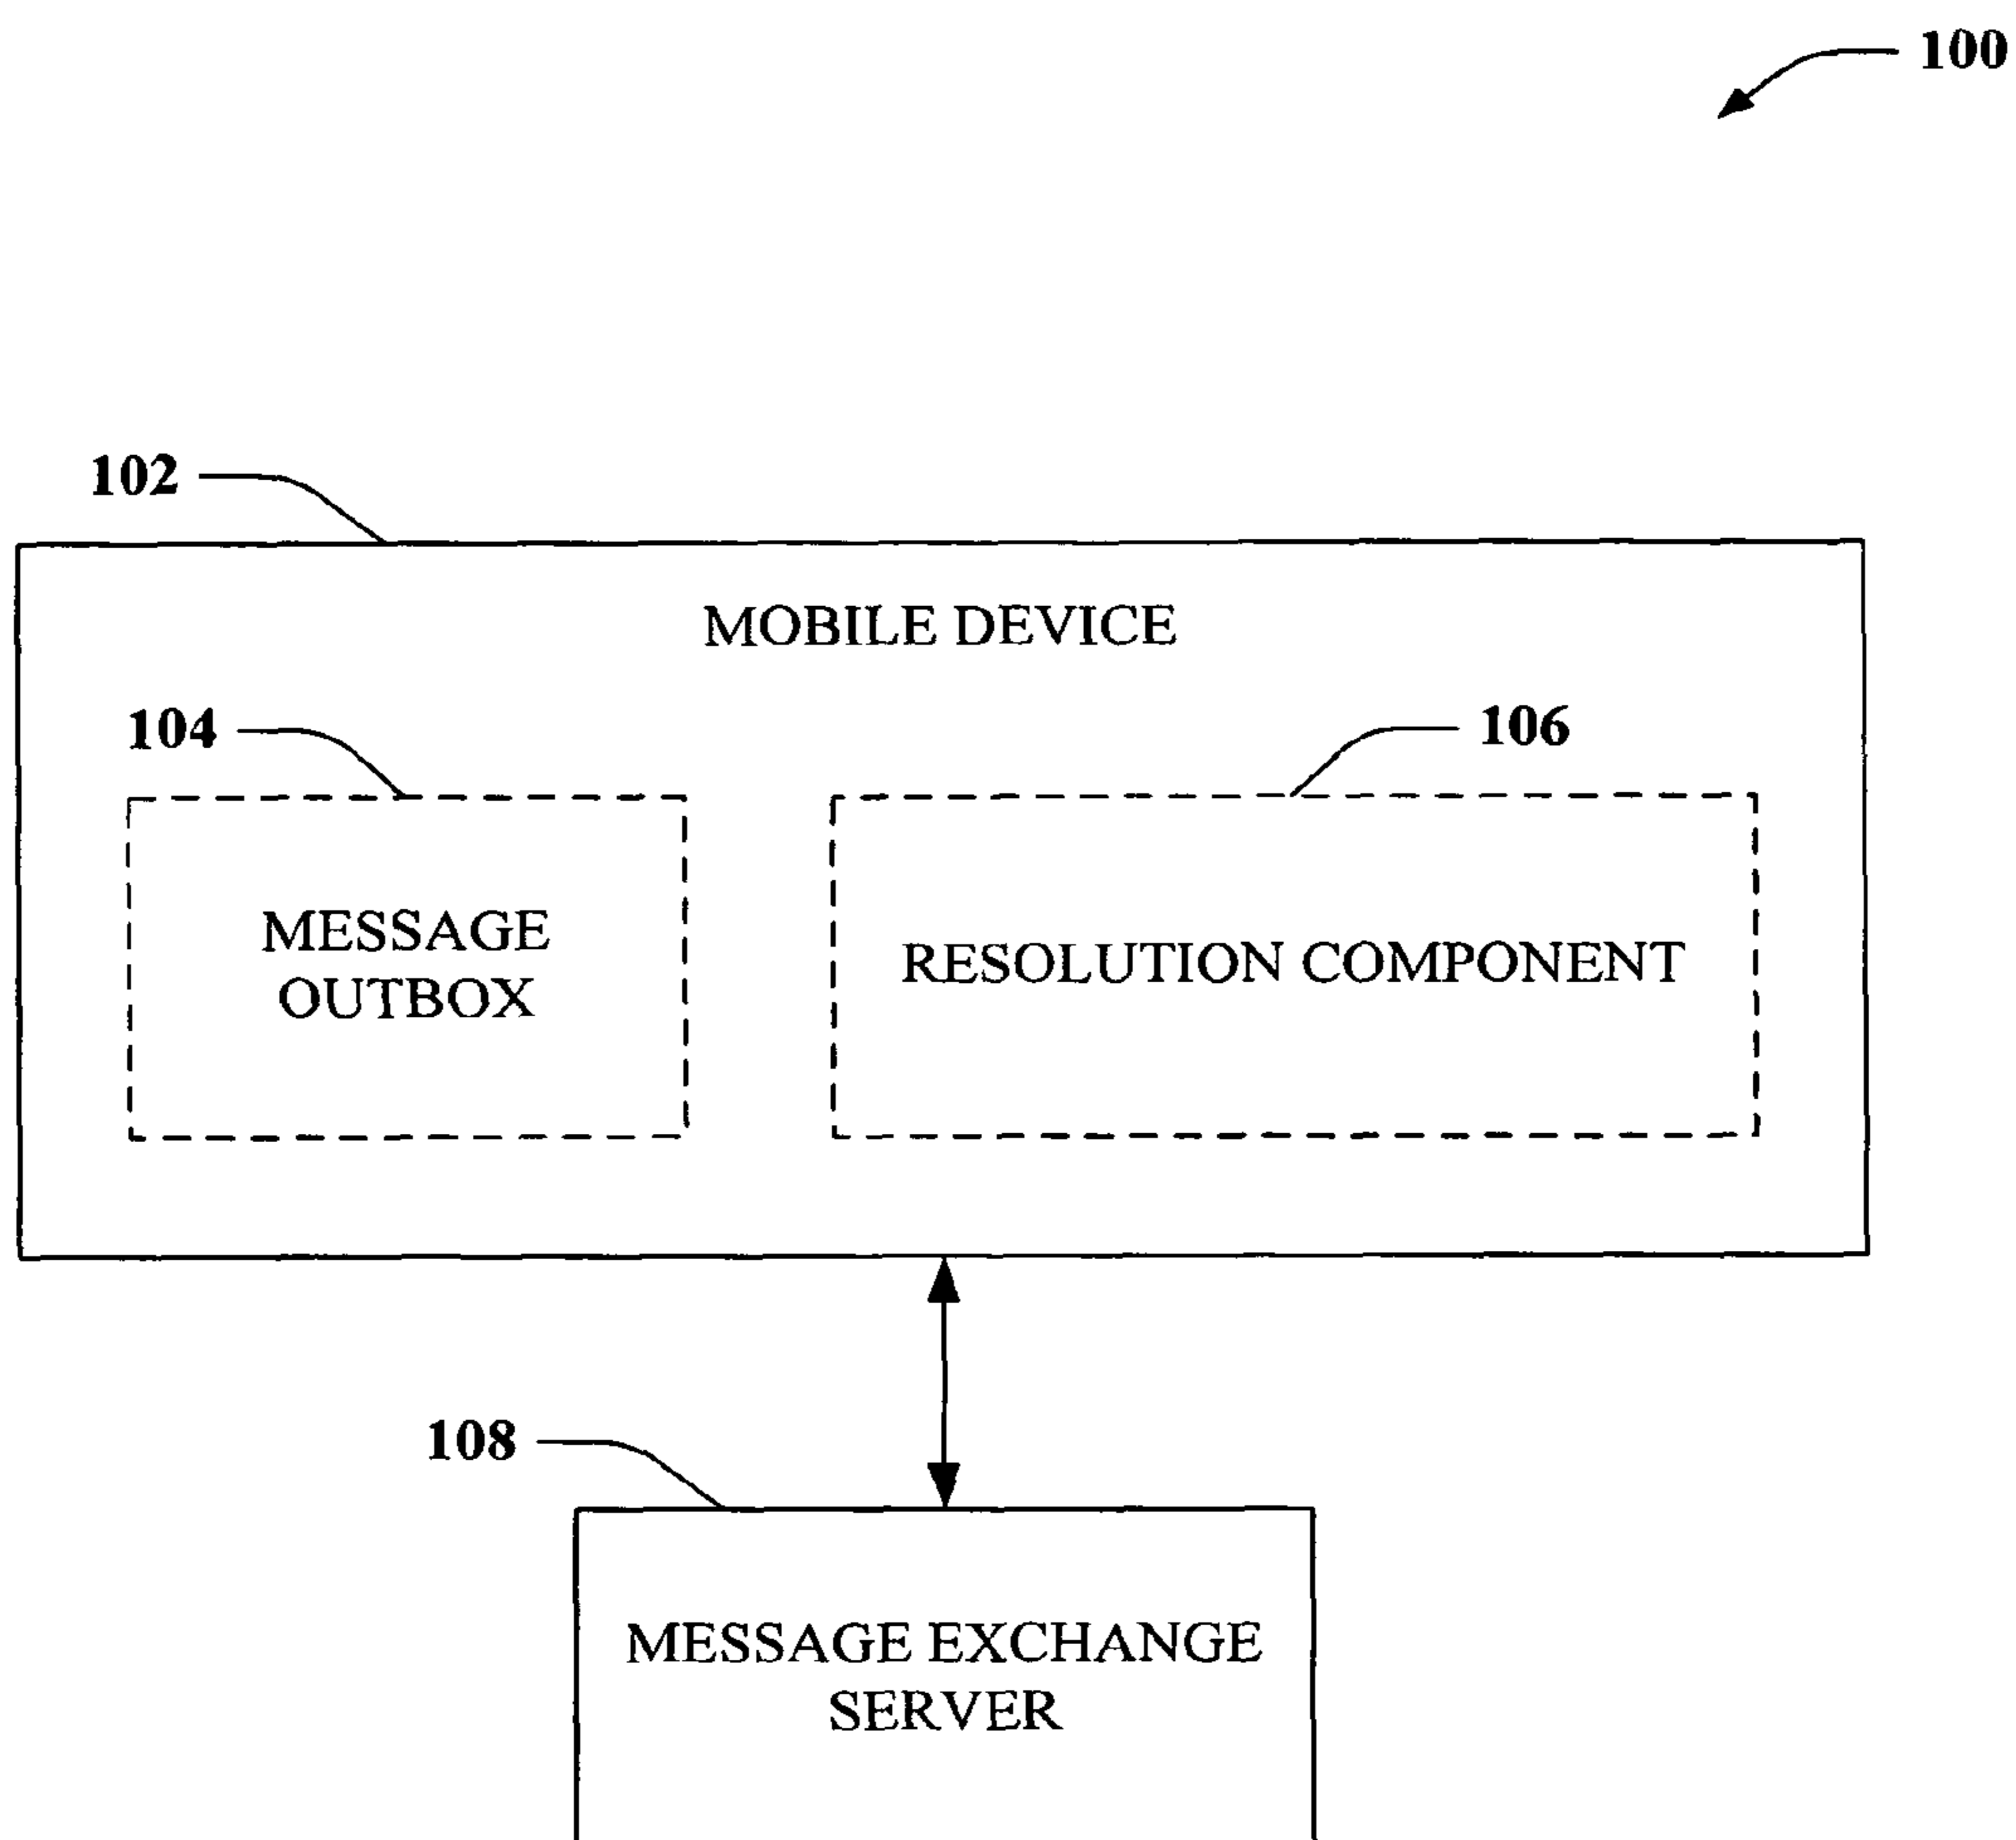 100
102
MOBILE DEVICE
104
106
MESSAGE
OUTBOX
RESOLUTION COMPONENT
108
MESSAGE EXCHANGE
SERVER